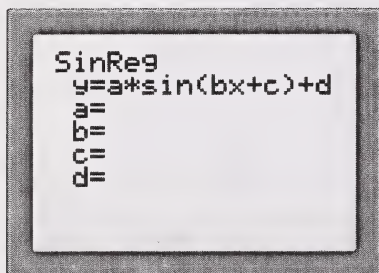 SinReg
y=a*sin(bx+c)+d
a=
b=
c=
d=